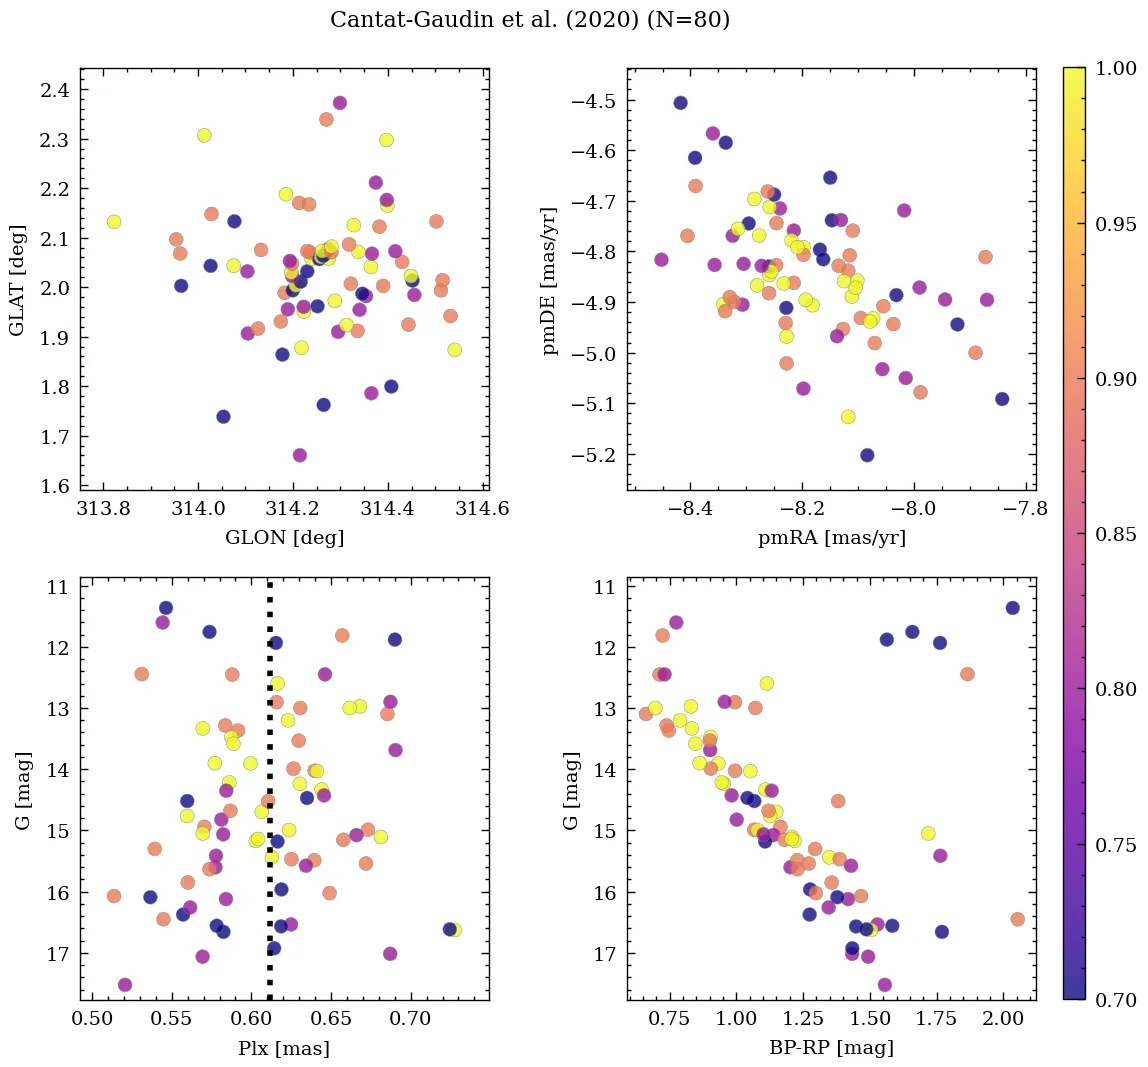 Cantat-Gaudin et al. (2020) (N=80)
2.4
2.3
2.2
2.1
2.0
1.9
1.8
1.7
1.6
GLAT [deg]
313.8 314.0 314.2 314.4 314.6
GLON [deg]
−4.5
−4.6
−4.7
−4.8
−4.9
−5.0
−5.1
−5.2
pmDE [mas/yr]
−8.4 −8.2 −8.0 −7.8
pmRA [mas/yr]
11
12
13
14
15
16
17
G [mag]
0.50 0.55 0.60 0.65 0.70
Plx [mas]
11
12
13
14
15
16
17
G [mag]
0.75 1.00 1.25 1.50 1.75 2.00
BP-RP [mag]
1.00
0.95
0.90
0.85
0.80
0.75
0.70